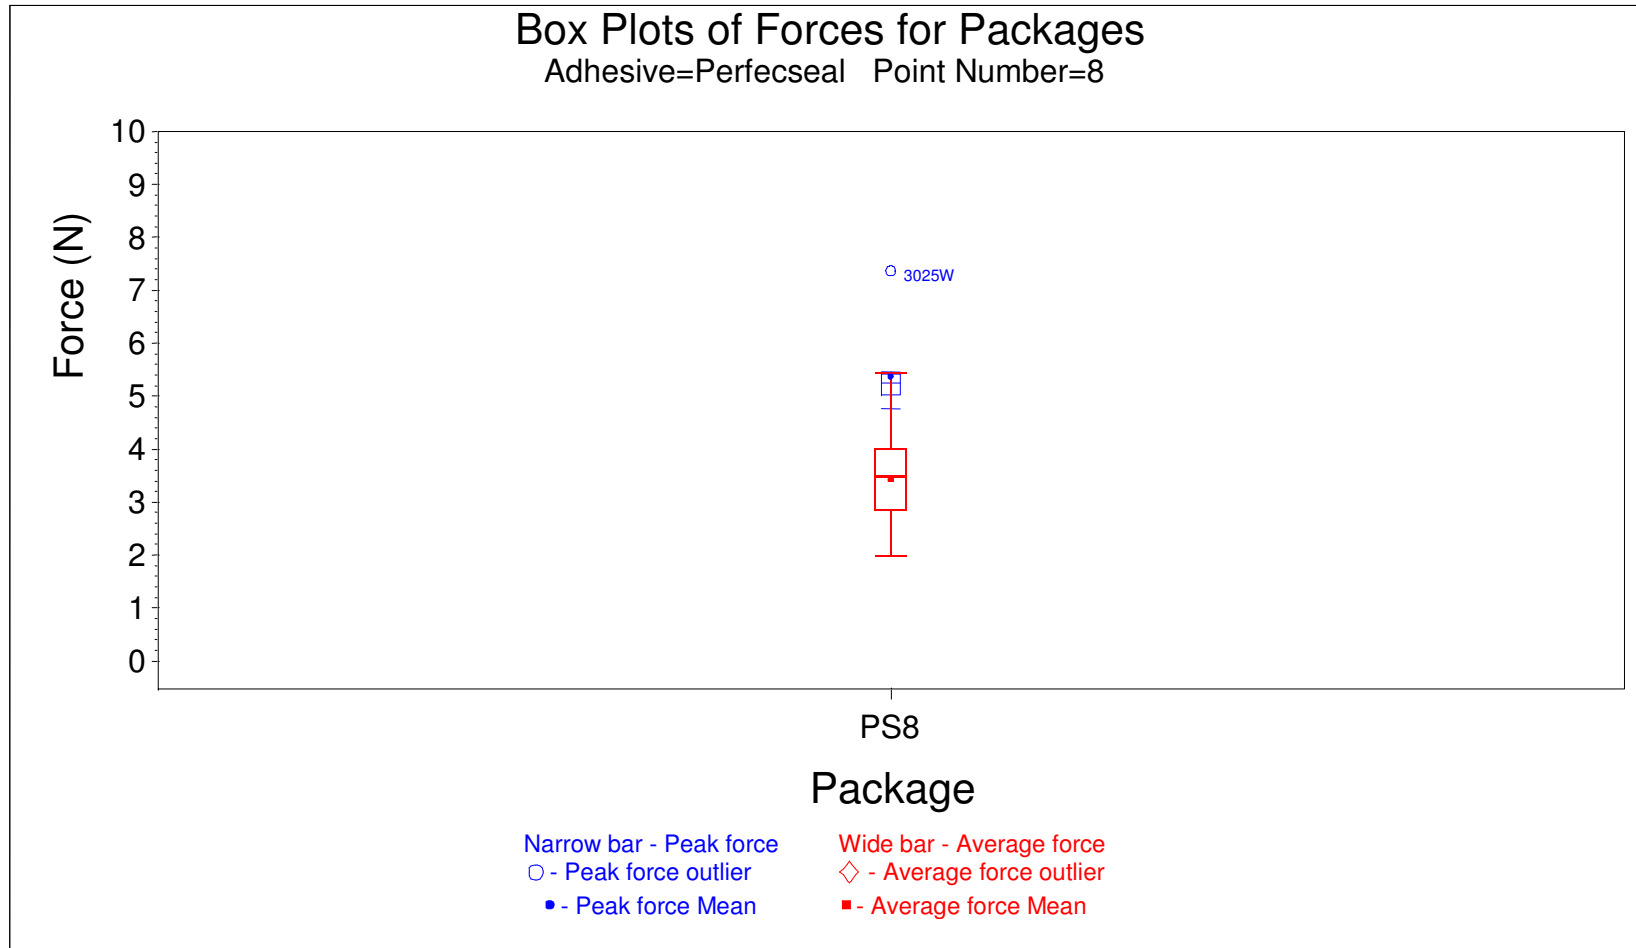 Box Plots of Forces for Packages
Adhesive=Perfecseal Point Number=8
10
9
8
7
6
5
4
3
2
1
0
Force (N)
3025W
PS8
Package
Narrow bar - Peak force Wide bar - Average force
- Peak force outlier - Average force outlier
- Peak force Mean - Average force Mean